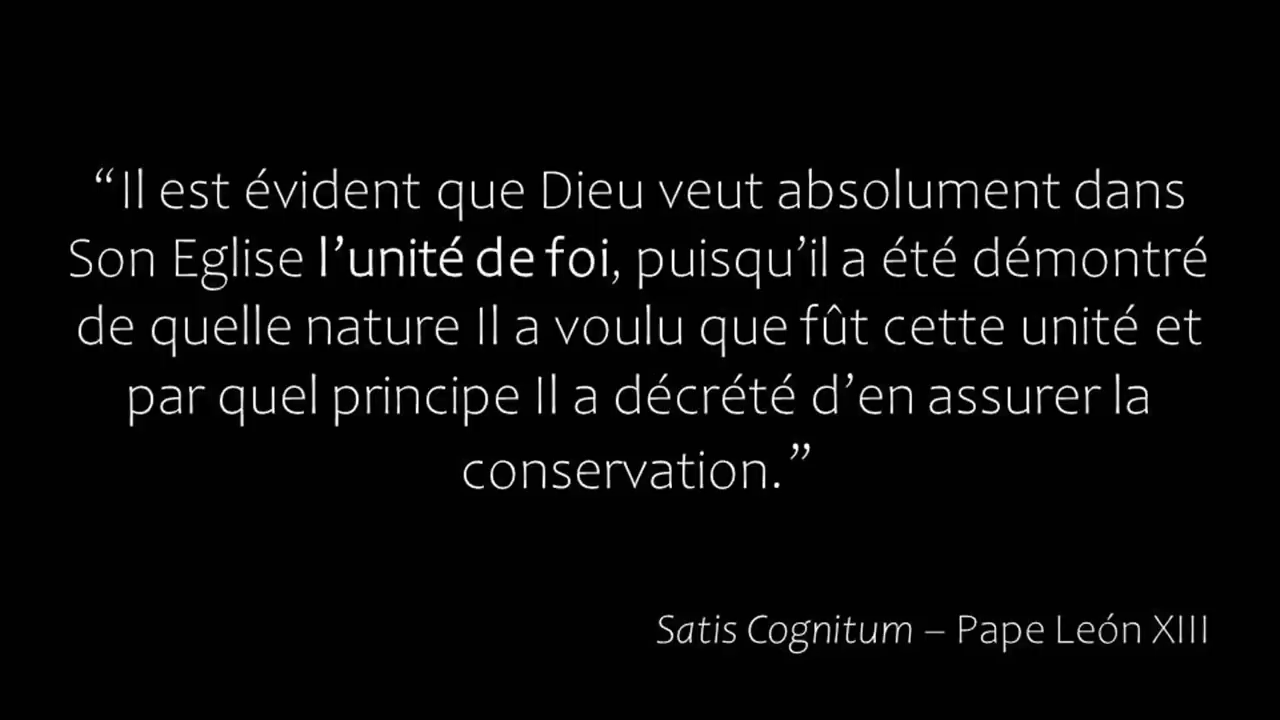 “Il est évident que Dieu veut absolument dans
Son Eglise l’unité de foi, puisqu’il a été démontré
de quelle nature Il a voulu que fût cette unité et
par quel principe Il a décrété d’en assurer la
conservation.”
Satis Cognitum – Pape León XIII